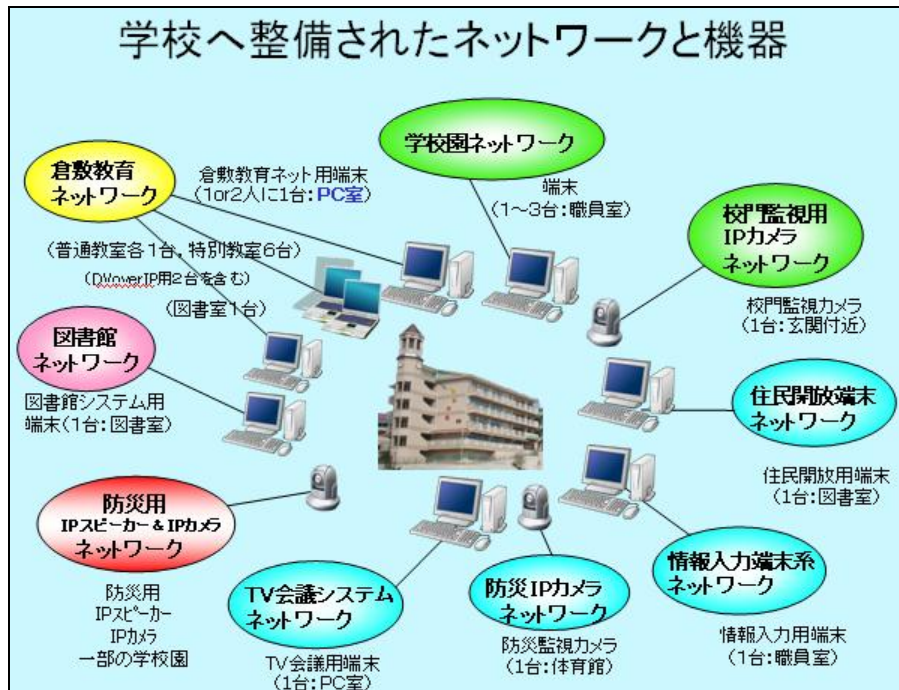 学校へ整備されたネットワークと機器
学校園ネットワーク
倉敷教育
ネットワーク
倉敷教育ネット用端末
(1or2人に1台:PC室)
端末
(1～3台:職員室)
校門監視用
IPカメラ
ネットワーク
(普通教室各1台，特別教室6台)
(DVoverIP用2台を含む)
(図書室1台)
校門監視カメラ
(1台:玄関付近)
図書館
ネットワーク
図書館システム用
端末(1台:図書室)
住民開放端末
ネットワーク
住民開放用端末
(1台:図書室)
防災用
IPスピーカー＆IPカメラ
ネットワーク
防災用
IPスピーカー
IPカメラ
一部の学校園
TV会議システム
ネットワーク
TV会議用端末
(1台:PC室)
防災IPカメラ
ネットワーク
防災監視カメラ
(1台:体育館)
情報入力端末系
ネットワーク
情報入力用端末
(1台:職員室)